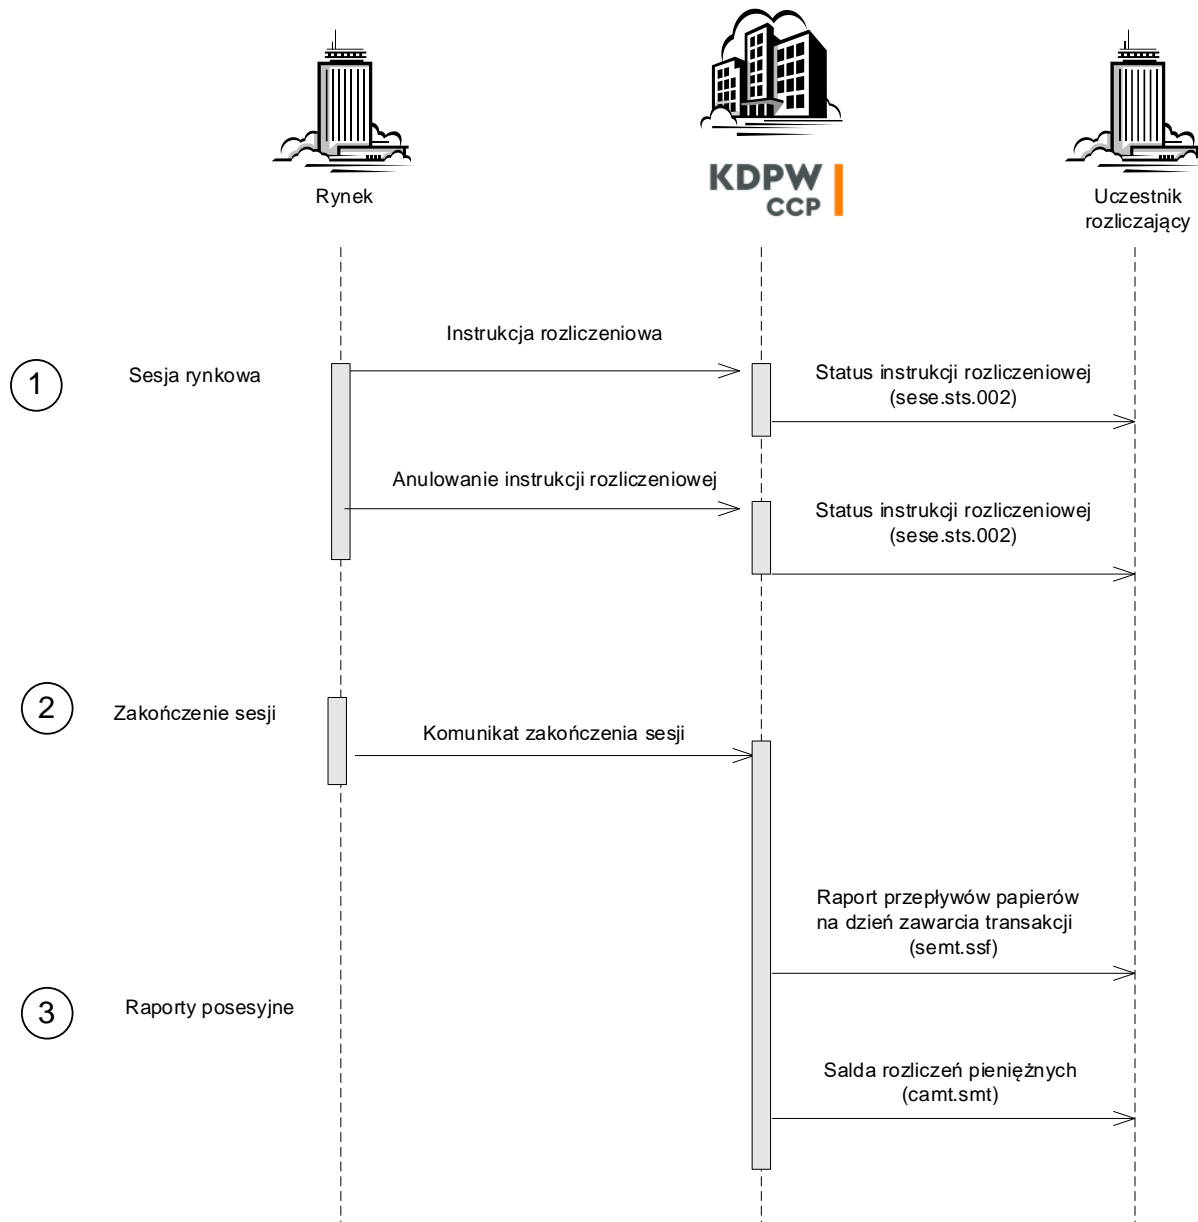 KDPW
CCP
Rynek
Uczestnik
rozliczający
Instrukcja rozliczeniowa
1
Sesja rynkowa
Status instrukcji rozliczeniowej
(sese.sts.002)
Anulowanie instrukcji rozliczeniowej
Status instrukcji rozliczeniowej
(sese.sts.002)
2
Zakończenie sesji
Komunikat zakończenia sesji
Raport przepływów papierów
na dzień zawarcia transakcji
(semt.ssf)
3
Raporty posesyjne
Salda rozliczeń pieniężnych
(camt.smt)